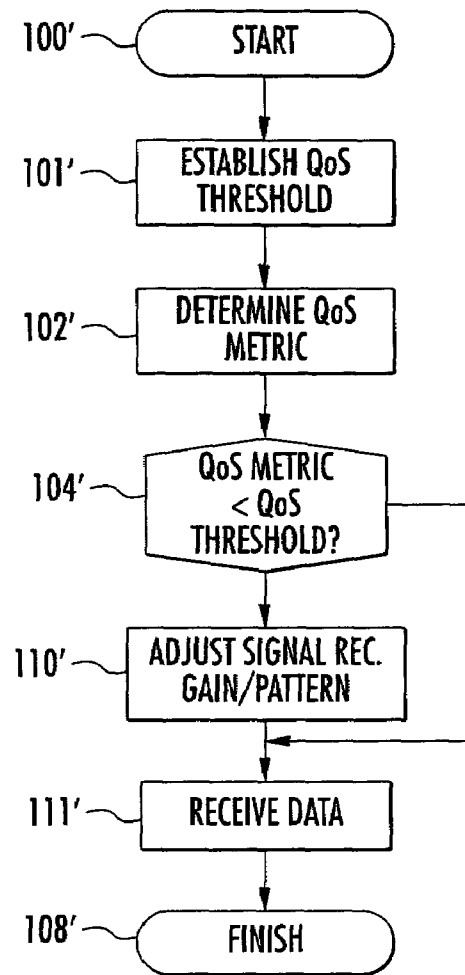 100'
START
101'
ESTABLISH QoS
THRESHOLD
102'
DETERMINE QoS
METRIC
104'
QoS METRIC
< QoS
THRESHOLD?
110'
ADJUST SIGNAL REC.
GAIN/PATTERN
111'
RECEIVE DATA
108'
FINISH